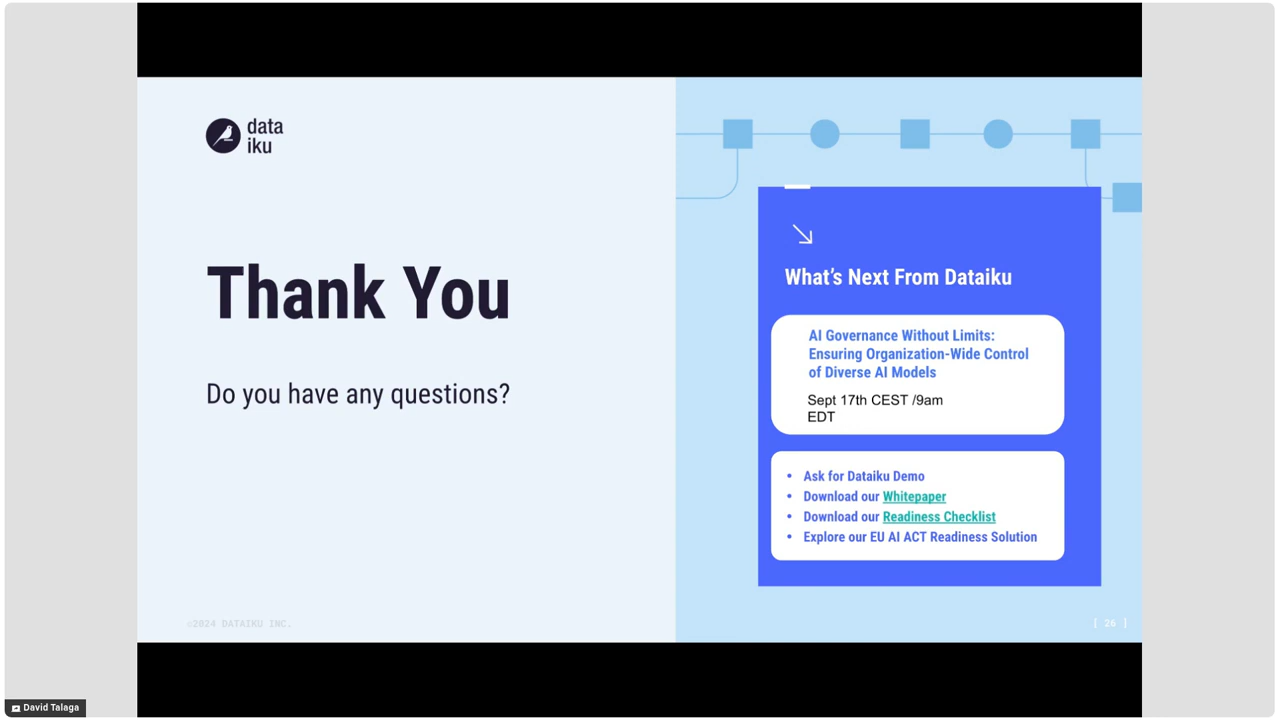 data
iku
Thank You
Do you have any questions?
©2024 DATAIKU INC.
What's Next From Dataiku
AI Governance Without Limits:
Ensuring Organization-Wide Control
of Diverse AI Models
Sept 17th CEST /9am
EDT
• Ask for Dataiku Demo
• Download our Whitepaper
• Download our Readiness Checklist
• Explore our EU AI ACT Readiness Solution
[ 26 ]
David Talaga